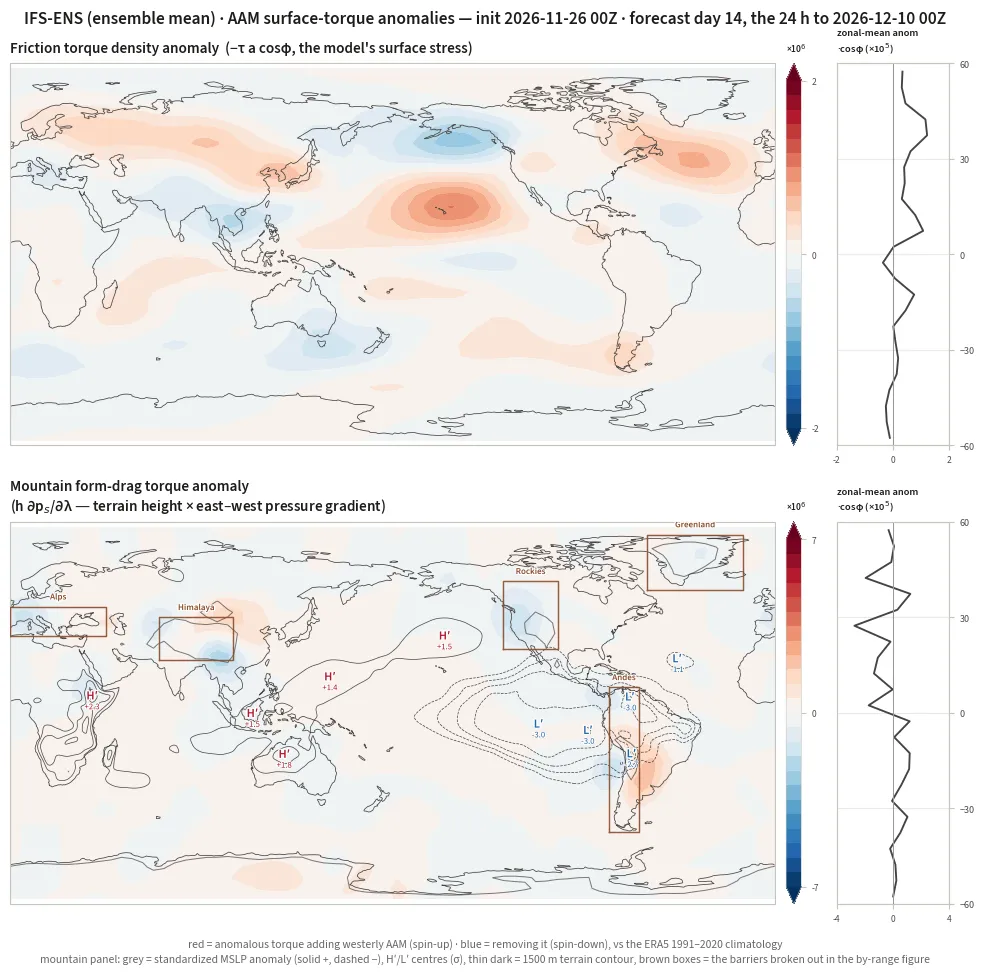 IFS-ENS (ensemble mean) · AAM surface-torque anomalies — init 2026-11-26 00Z · forecast day 14, the 24 h to 2026-12-10 00Z
Friction torque density anomaly (−τ a cosφ, the model's surface stress)
×10⁶
zonal-mean anom
·cosφ (×10⁵)
2
0
-2
60
30
0
−30
−60
-2
0
2
Mountain form-drag torque anomaly
(h ∂pₛ/∂λ — terrain height × east–west pressure gradient)
×10⁶
zonal-mean anom
·cosφ (×10⁵)
Greenland
Rockies
Alps
Himalaya
Andes
H′
+1.5
H′
+1.4
H′
+2.3
H′
+1.5
H′
+1.8
L′
-1.1
L′
-3.0
L′
-3.0
L′
-3.0
L′
7
0
-7
60
30
0
−30
−60
-4
0
4
red = anomalous torque adding westerly AAM (spin-up) · blue = removing it (spin-down), vs the ERA5 1991–2020 climatology
mountain panel: grey = standardized MSLP anomaly (solid +, dashed −), H′/L′ centres (σ), thin dark = 1500 m terrain contour, brown boxes = the barriers broken out in the by-range figure